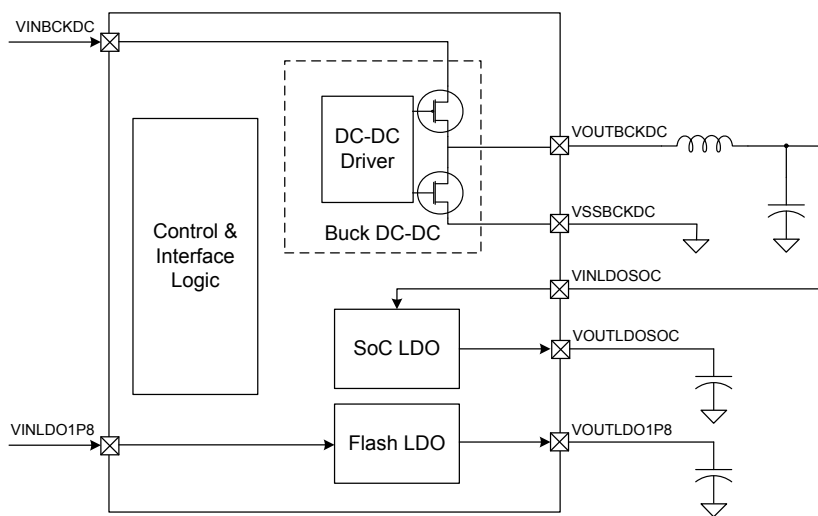 VINBCKDC
DC-DC
Driver
VOUTBCKDC
Control &
Interface
Logic
Buck DC-DC
VSSBCKDC
VINLDOSOC
SoC LDO
VOUTLDOSOC
VINLDO1P8
Flash LDO
VOUTLDO1P8